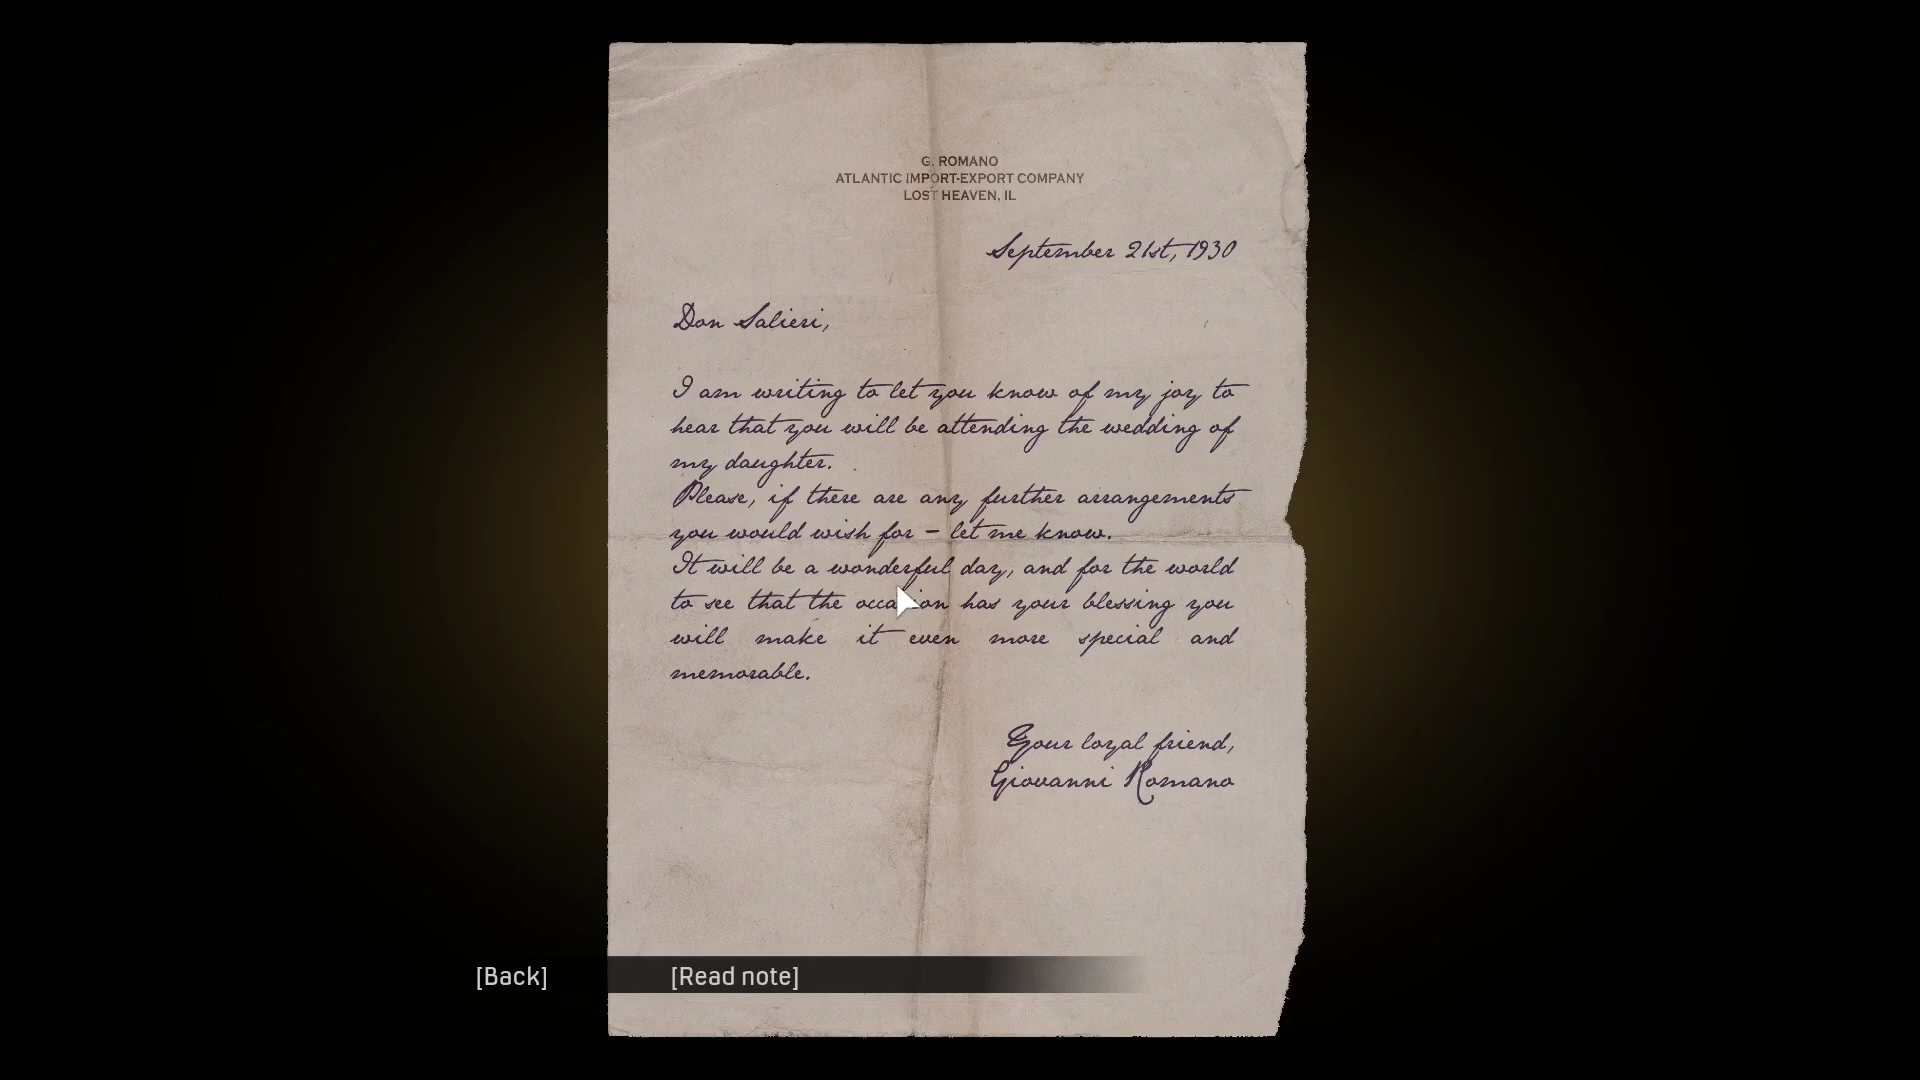 G. ROMANO
ATLANTIC IMPORT-EXPORT COMPANY
LOST HEAVEN, IL
September 21st, 1930
Don Salieri,
I am writing to let you know of my joy to
hear that you will be attending the wedding of
my daughter.
Please, if there are any further arrangements
you would wish for – let me know.
It will be a wonderful day, and for the world
to see that the occasion has your blessing you
will make it even more special and
memorable.
Your loyal friend,
Giovanni Romano
[Back] [Read note]